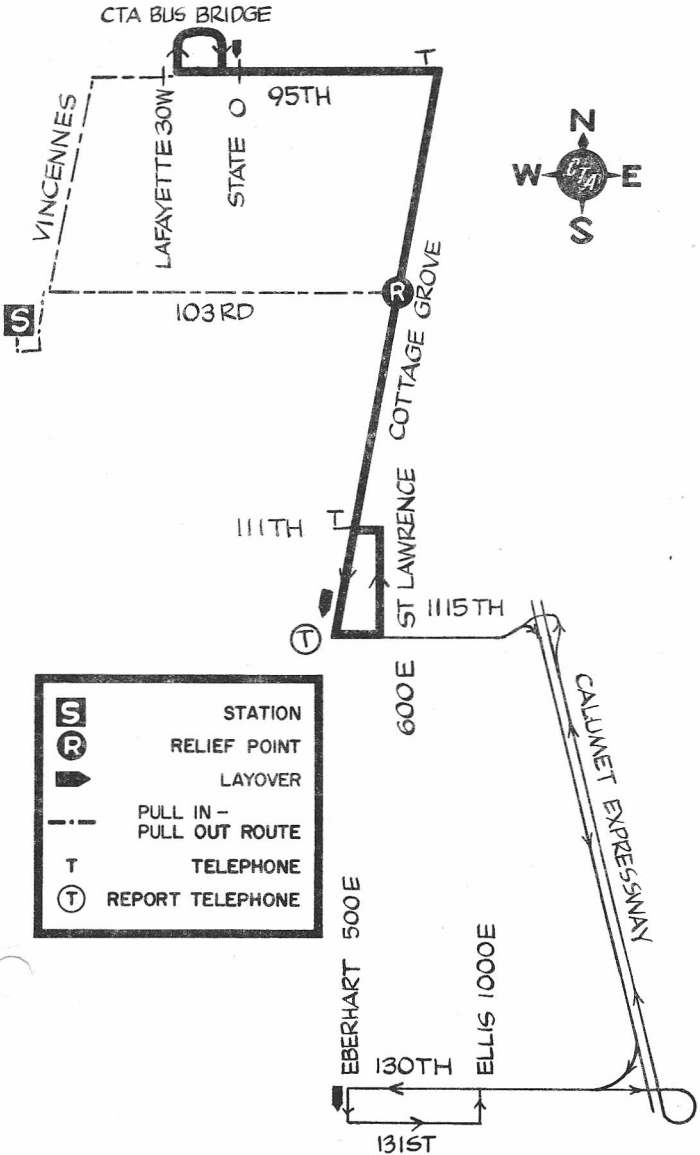 CTA BUS BRIDGE
T
95TH
VINCENNES
LAFAYETTE 30W
STATE 0
N
W CTA E
S
R
S
103RD
COTTAGE GROVE
111TH
T
ST LAWRENCE
600E
1115TH
T
CALUMET EXPRESSWAY
S STATION
R RELIEF POINT
LAYOVER
PULL IN -
PULL OUT ROUTE
T TELEPHONE
T REPORT TELEPHONE
EBERHART 500E
ELLIS 1000E
130TH
131ST